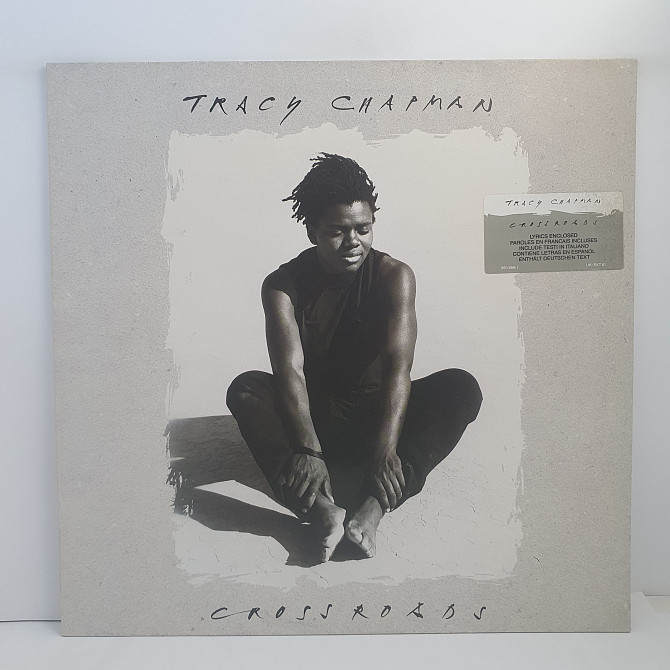 TRACY CHAPMAN
TRACY CHAPMAN
CROSSROADS
LYRICS ENCLOSED
PAROLES EN FRANCAIS INCLUSES
INCLUDE TESTI IN ITALIANO
CONTIENE LETRAS EN ESPANOL
ENTHÄLT DEUTSCHEN TEXT
CROSSROADS